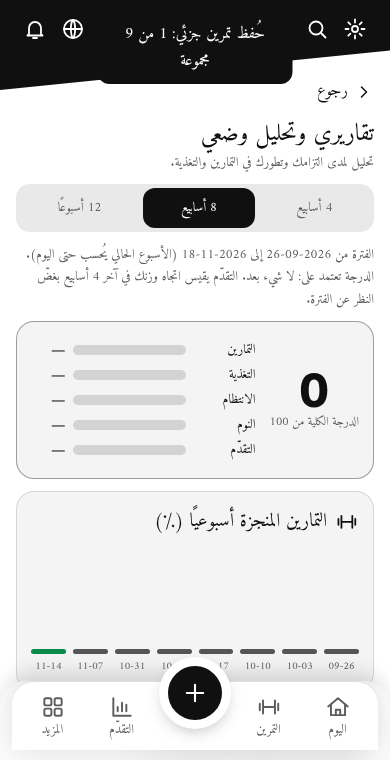 حُفظ تمرين جزئي: 1 من 9
مجموعة
رجوع
تقاريري وتحليل وضعي
تحليل لمدى التزامك وتطورك في التمارين والتغذية.
4 أسابيع
8 أسابيع
12 أسبوعًا
الفترة من 2026-09-26 إلى 2026-11-18 (الأسبوع الحالي يُحسب حتى اليوم).
الدرجة تعتمد على: لا شيء بعد. التقدّم يقيس اتجاه وزنك في آخر 4 أسابيع بغضّ
النظر عن الفترة.
0
الدرجة الكلية من 100
التمارين —
التغذية —
الانتظام —
النوم —
التقدّم —
التمارين المنجزة أسبوعيًا (٪)
09-26
10-03
10-10
10-31
11-07
11-14
اليوم
التمرين
التقدّم
المزيد